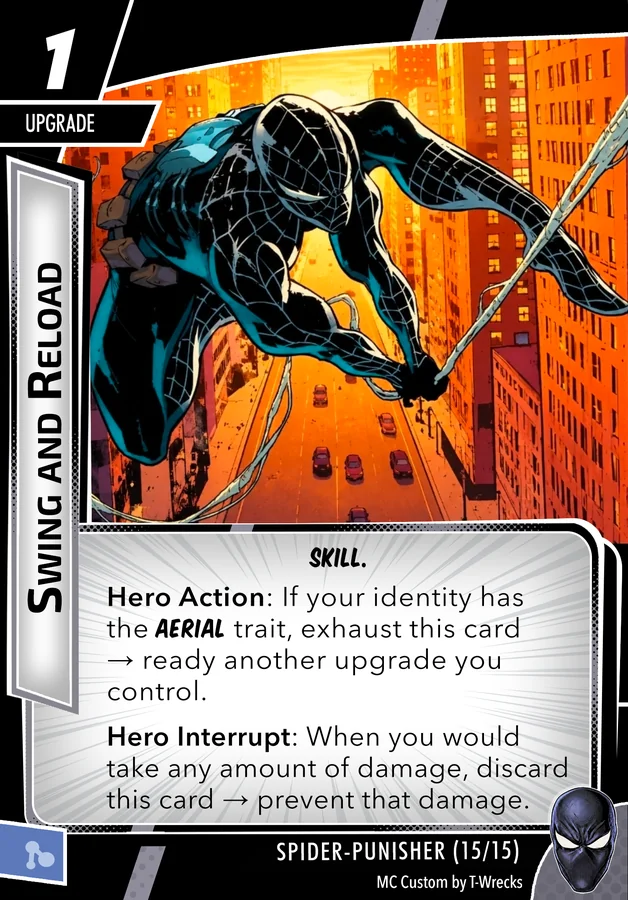 1
UPGRADE
SWING AND RELOAD
SKILL.
Hero Action: If your identity has
the AERIAL trait, exhaust this card
→ ready another upgrade you
control.
Hero Interrupt: When you would
take any amount of damage, discard
this card → prevent that damage.
SPIDER-PUNISHER (15/15)
MC Custom by T-Wrecks